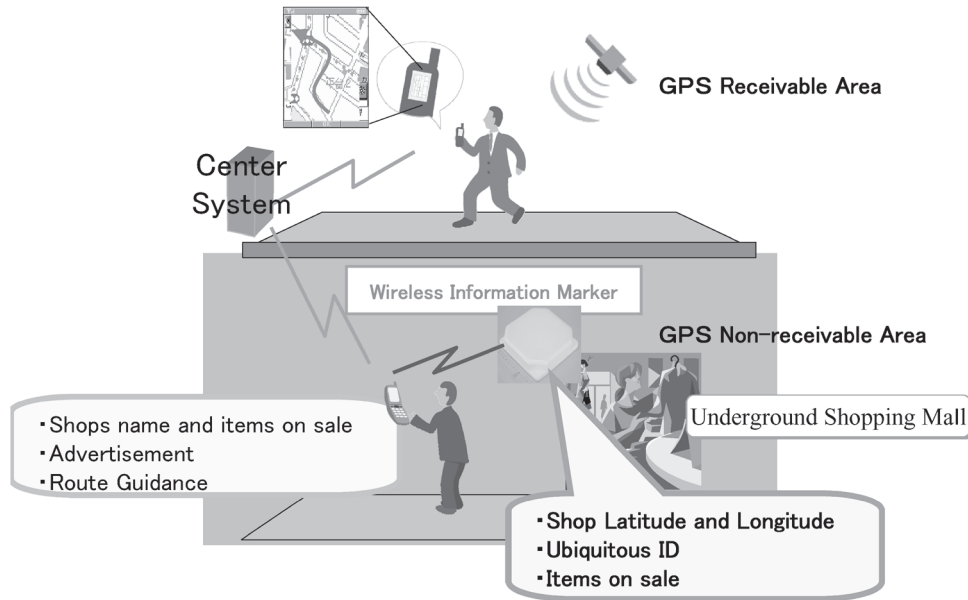 GPS Receivable Area
Center
System
Wireless Information Marker
GPS Non-receivable Area
Underground Shopping Mall
・Shops name and items on sale
・Advertisement
・Route Guidance
・Shop Latitude and Longitude
・Ubiquitous ID
・Items on sale